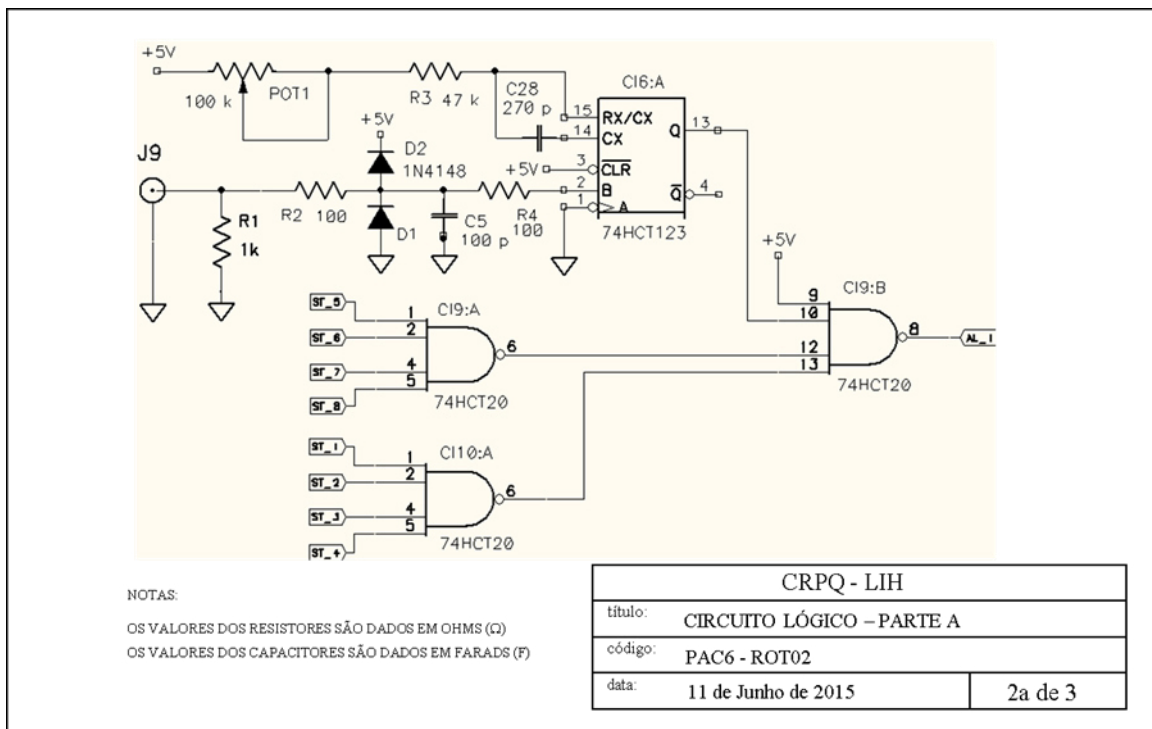 +5V
100 k
POT1
R3 47 k
C28
270 p
CI6:A
15 RX/CX
14 CX
Q 13
+5V 3 CLR
2 B
1 A
Q 4
74HCT123
J9
+5V
D2
1N4148
R1
1k
R2 100
D1
C5
100 p
R4
100
+5V
ST_5
ST_6
ST_7
ST_8
CI9:A
1
2
4
5
6
74HCT20
CI9:B
9
10
12
13
8
AL_1
74HCT20
ST_1
ST_2
ST_3
ST_4
CI10:A
1
2
4
5
6
74HCT20
NOTAS:
OS VALORES DOS RESISTORES SÃO DADOS EM OHMS (Ω)
OS VALORES DOS CAPACITORES SÃO DADOS EM FARADS (F)
CRPQ - LIH
título: CIRCUITO LÓGICO – PARTE A
código: PAC6 - ROT02
data: 11 de Junho de 2015 2a de 3